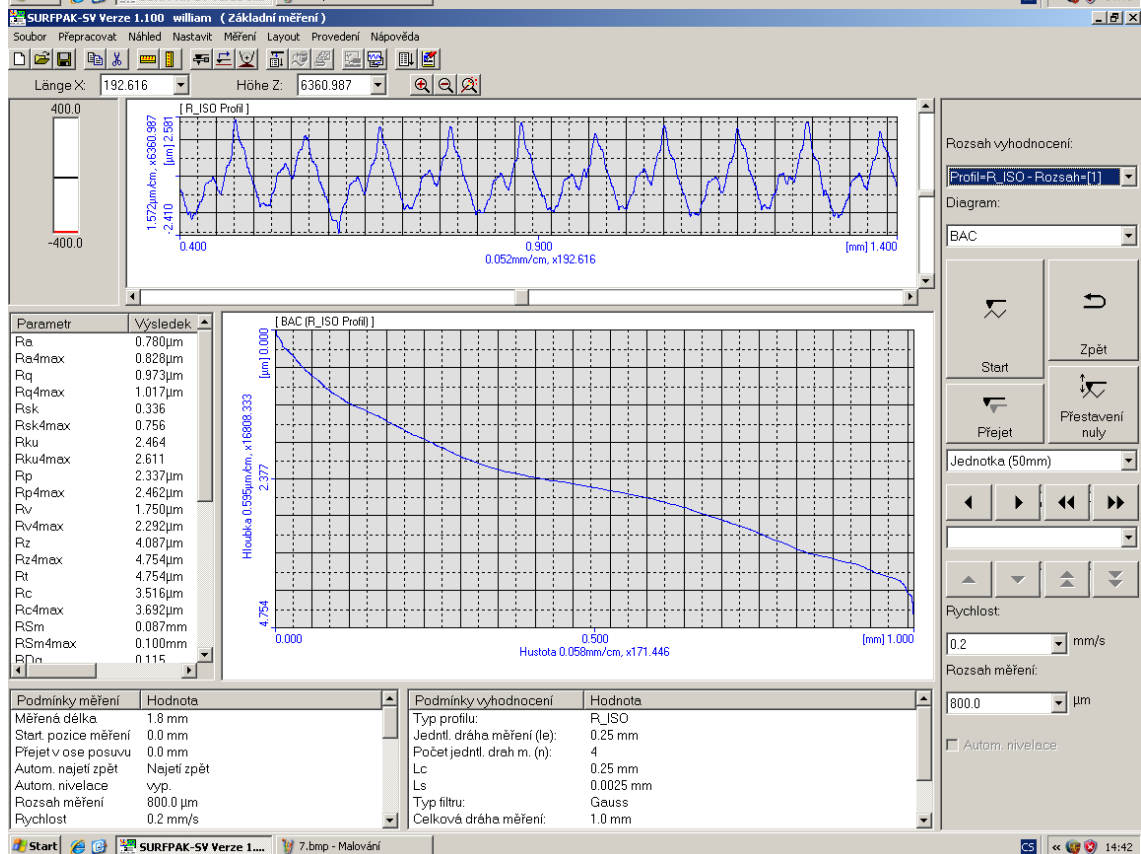 SURFPAK-SV Verze 1.100 william ( Základní měření )
Soubor Přepracovat Náhled Nastavit Měření Layout Provedení Nápověda
Länge X: 192.616 Höhe Z: 6360.987
400.0
-400.0
[ R_ISO Profil ]
1.572µm/cm, x6360.987
[µm] 2.581
-2.410
0.400 0.900 [mm] 1.400
0.052mm/cm, x192.616
Rozsah vyhodnocení:
Profil=R_ISO - Rozsah=[1]
Diagram:
BAC
Start
Zpět
Přejet
Přestavení
nuly
Jednotka (50mm)
Rychlost:
0.2 mm/s
Rozsah měření:
800.0 µm
Autom. nivelace
Parametr Výsledek
Ra 0.780µm
Ra4max 0.828µm
Rq 0.973µm
Rq4max 1.017µm
Rsk 0.336
Rsk4max 0.756
Rku 2.464
Rku4max 2.611
Rp 2.337µm
Rp4max 2.462µm
Rv 1.750µm
Rv4max 2.292µm
Rz 4.087µm
Rz4max 4.754µm
Rt 4.754µm
Rc 3.516µm
Rc4max 3.692µm
RSm 0.087mm
RSm4max 0.100mm
RDq 0.115
[ BAC (R_ISO Profil) ]
[µm] 0.000
Hloubka 0.595µm/cm, x16808.333
2.377
4.754
0.000 0.500 [mm] 1.000
Hustota 0.058mm/cm, x171.446
Podmínky měření Hodnota
Měřená délka 1.8 mm
Start. pozice měření 0.0 mm
Přejet v ose posuvu 0.0 mm
Autom. najetí zpět Najetí zpět
Autom. nivelace vyp.
Rozsah měření 800.0 µm
Rychlost 0.2 mm/s
Podmínky vyhodnocení Hodnota
Typ profilu: R_ISO
Jedntl. dráha měření (le): 0.25 mm
Počet jedntl. drah m. (n): 4
Lc 0.25 mm
Ls 0.0025 mm
Typ filtru: Gauss
Celková dráha měření: 1.0 mm
Start SURFPAK-SV Verze 1.... 7.bmp - Malování CS 14:42